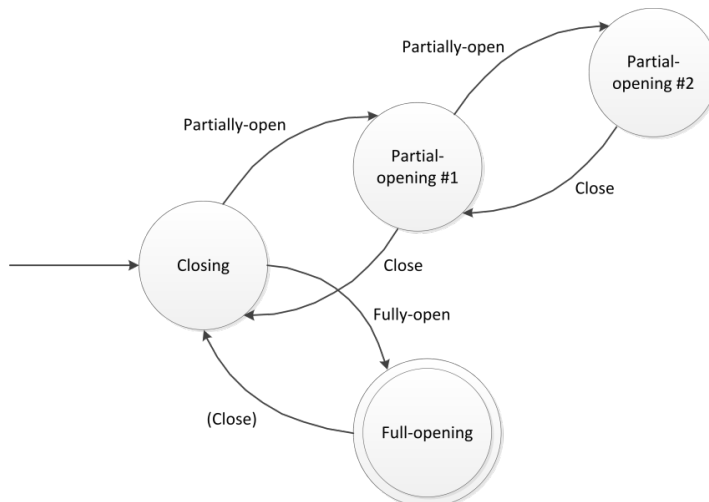 Partially-open
Partial-
opening #2
Partially-open
Partial-
opening #1
Close
Closing
Close
Fully-open
(Close)
Full-opening